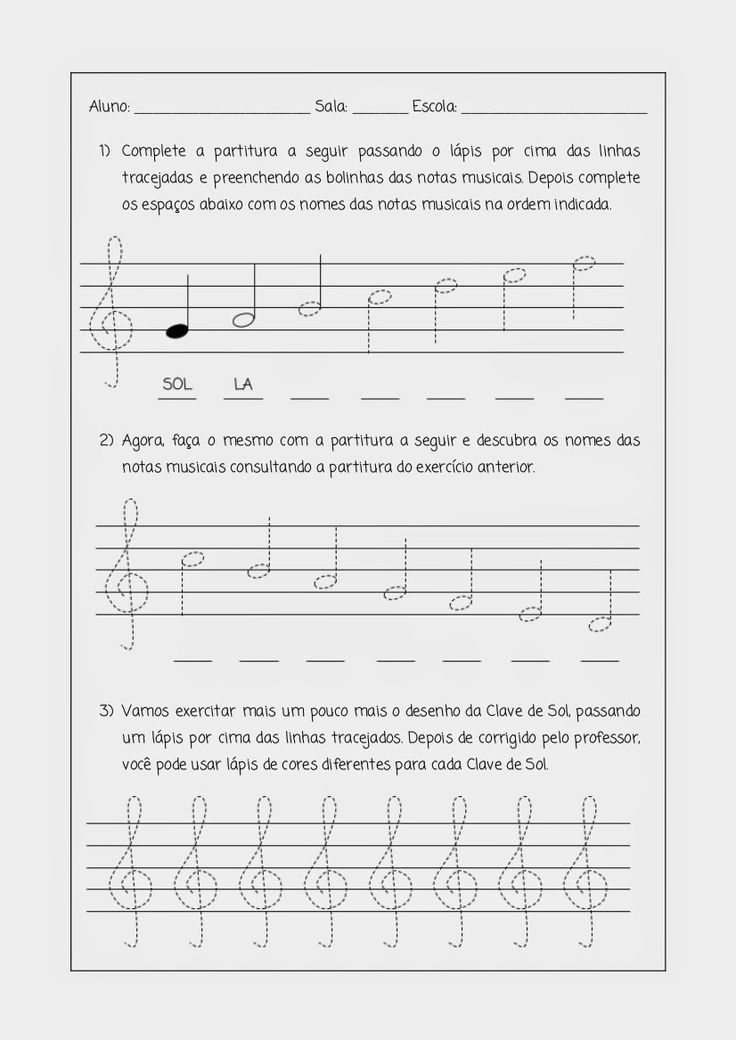 Aluno: ____________________ Sala: ______ Escola: _____________________
1) Complete a partitura a seguir passando o lápis por cima das linhas
tracejadas e preenchendo as bolinhas das notas musicais. Depois complete
os espaços abaixo com os nomes das notas musicais na ordem indicada.
SOL LA
2) Agora, faça o mesmo com a partitura a seguir e descubra os nomes das
notas musicais consultando a partitura do exercício anterior.
3) Vamos exercitar mais um pouco mais o desenho da Clave de Sol, passando
um lápis por cima das linhas tracejados. Depois de corrigido pelo professor,
você pode usar lápis de cores diferentes para cada Clave de Sol.